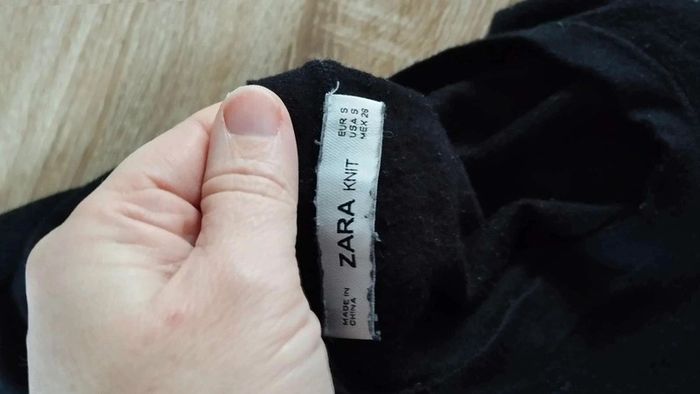 EUR S
USA S
MEX 26
ZARA KNIT
MADE IN
CHINA